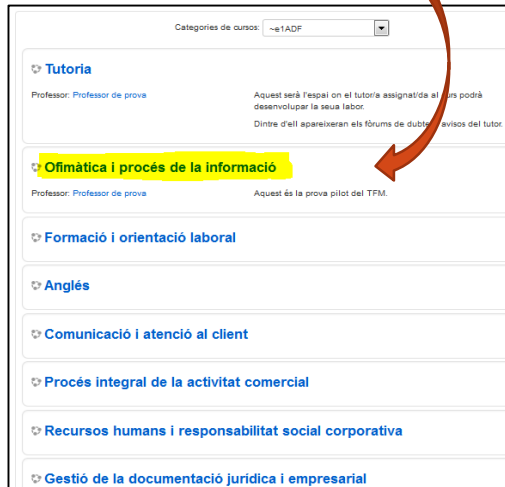 Categories de cursos: ~e1ADF
Tutoria
Professor: Professor de prova
Aquest serà l'espai on el tutor/a assignat/da al curs podrà
desenvolupar la seua labor.
Dintre d'ell apareixeran els fòrums de dubtes avisos del tutor.
Ofimàtica i procés de la informació
Professor: Professor de prova
Aquest és la prova pilot del TFM.
Formació i orientació laboral
Anglés
Comunicació i atenció al client
Procés integral de la activitat comercial
Recursos humans i responsabilitat social corporativa
Gestió de la documentació jurídica i empresarial